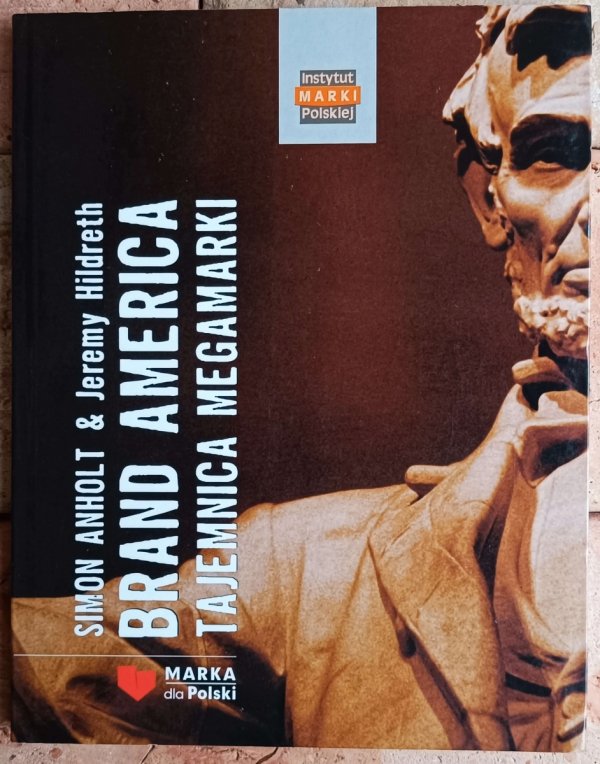 Instytut
MARKI
Polskiej
SIMON ANHOLT & Jeremy Hildreth
BRAND AMERICA
TAJEMNICA MEGAMARKI
MARKA
dla Polski